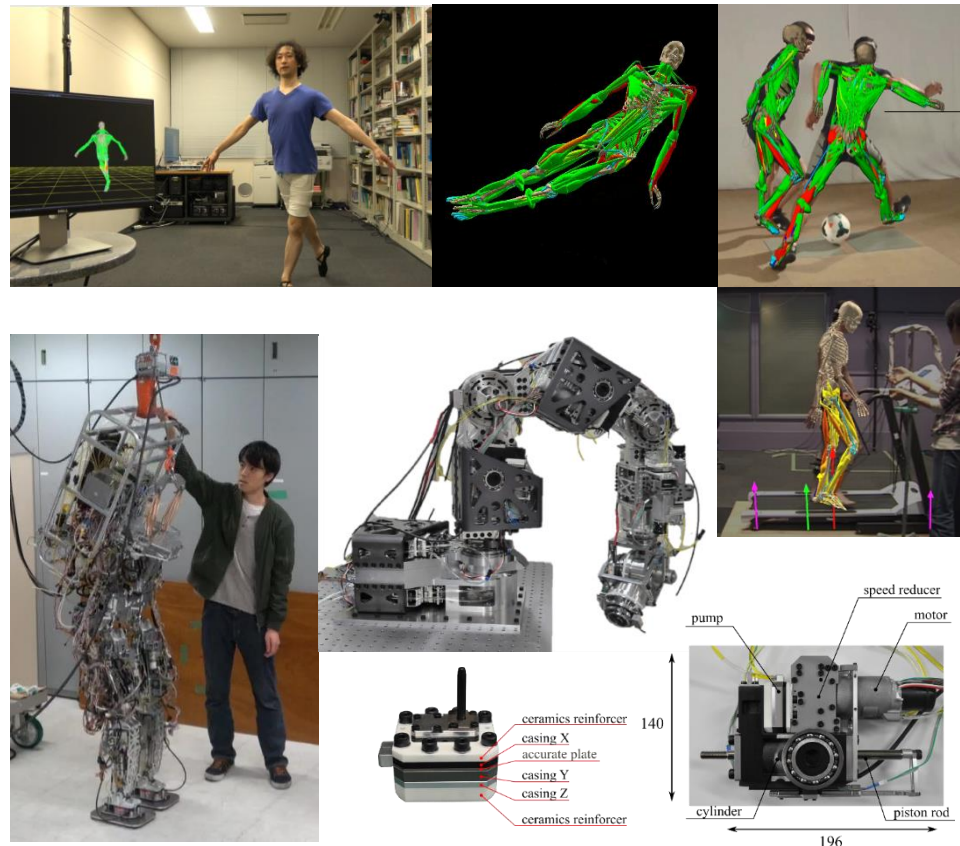 speed reducer
pump
motor
140
ceramics reinforcer
casing X
accurate plate
casing Y
casing Z
ceramics reinforcer
cylinder
piston rod
196